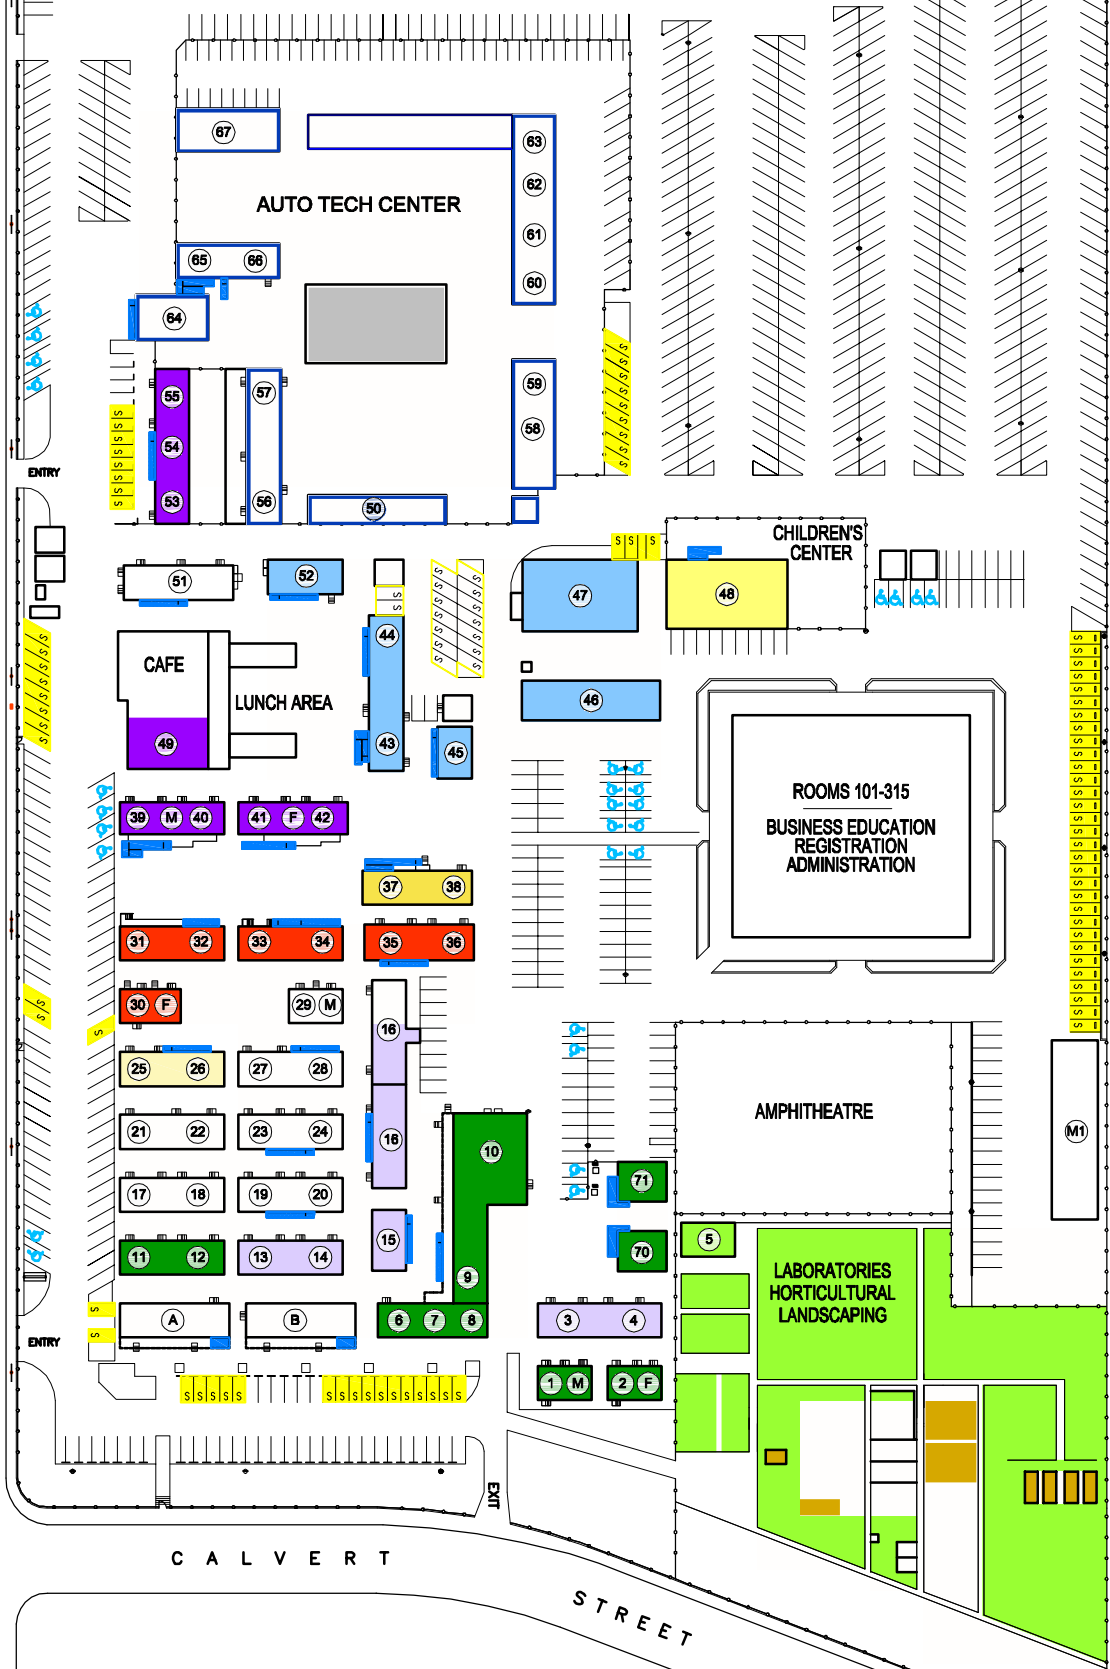 67
63
62
AUTO TECH CENTER
61
65 66
60
64
59
55 57
58
54
ENTRY
53 56 50
CHILDREN'S
CENTER
S S S S
51 52 47 48
44
CAFE
LUNCH AREA
46
49 43 45
ROOMS 101-315
39 M 40 41 F 42
BUSINESS EDUCATION
REGISTRATION
ADMINISTRATION
37 38
31 32 33 34 35 36
30 F 29 M
16
25 26 27 28
AMPHITHEATRE
21 22 23 24 16
M1
10
71
17 18 19 20
15
5
11 12 13 14
70
9
LABORATORIES
HORTICULTURAL
LANDSCAPING
A B 6 7 8 3 4
ENTRY
1 M 2 F
S S S S S S S S S S S S S S S S S
EXIT
CALVERT
STREET